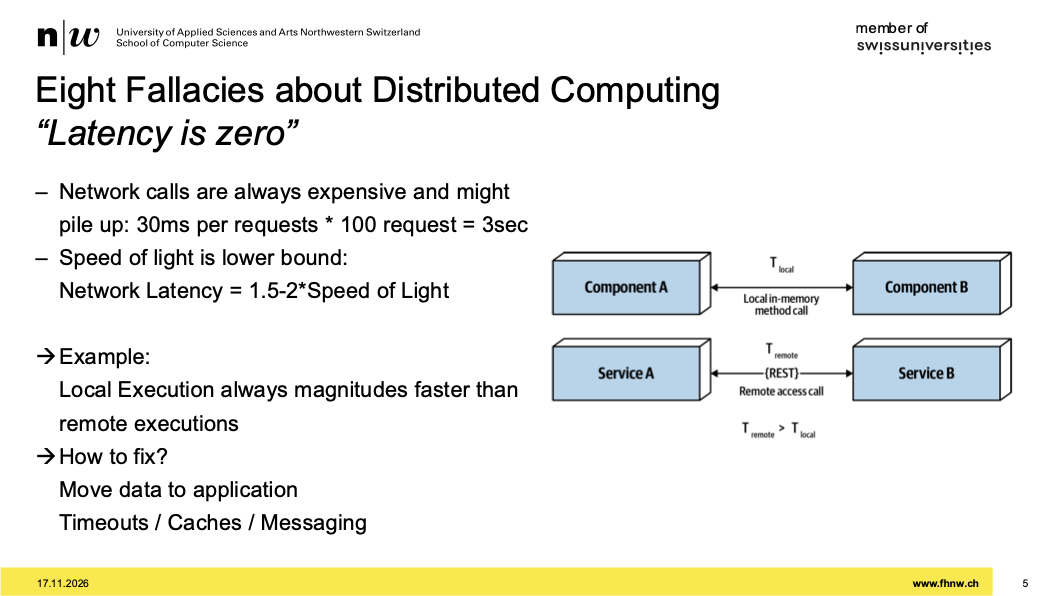 n|w University of Applied Sciences and Arts Northwestern Switzerland
School of Computer Science
member of
swissuniversities
Eight Fallacies about Distributed Computing
“Latency is zero”
– Network calls are always expensive and might
pile up: 30ms per requests * 100 request = 3sec
– Speed of light is lower bound:
Network Latency = 1.5-2*Speed of Light
→ Example:
Local Execution always magnitudes faster than
remote executions
→ How to fix?
Move data to application
Timeouts / Caches / Messaging
Component A
T local
Local in-memory
method call
Component B
Service A
T remote
(REST)
Remote access call
Service B
T remote > T local
17.11.2026
www.fhnw.ch
5